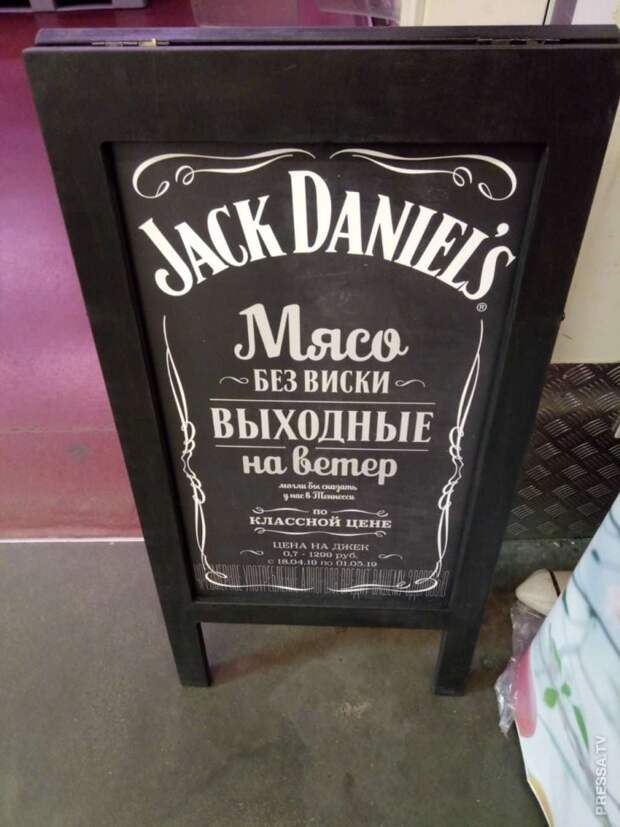 JACK DANIEL'S
®
Мясо
БЕЗ ВИСКИ
ВЫХОДНЫЕ
на ветер
могли бы сказать
у нас в Теннесси
по
КЛАССНОЙ ЦЕНЕ
ЦЕНА НА ДЖЕК
0,7 - 1299 руб.
с 18.04.19 по 01.05.19
PRESSA.TV